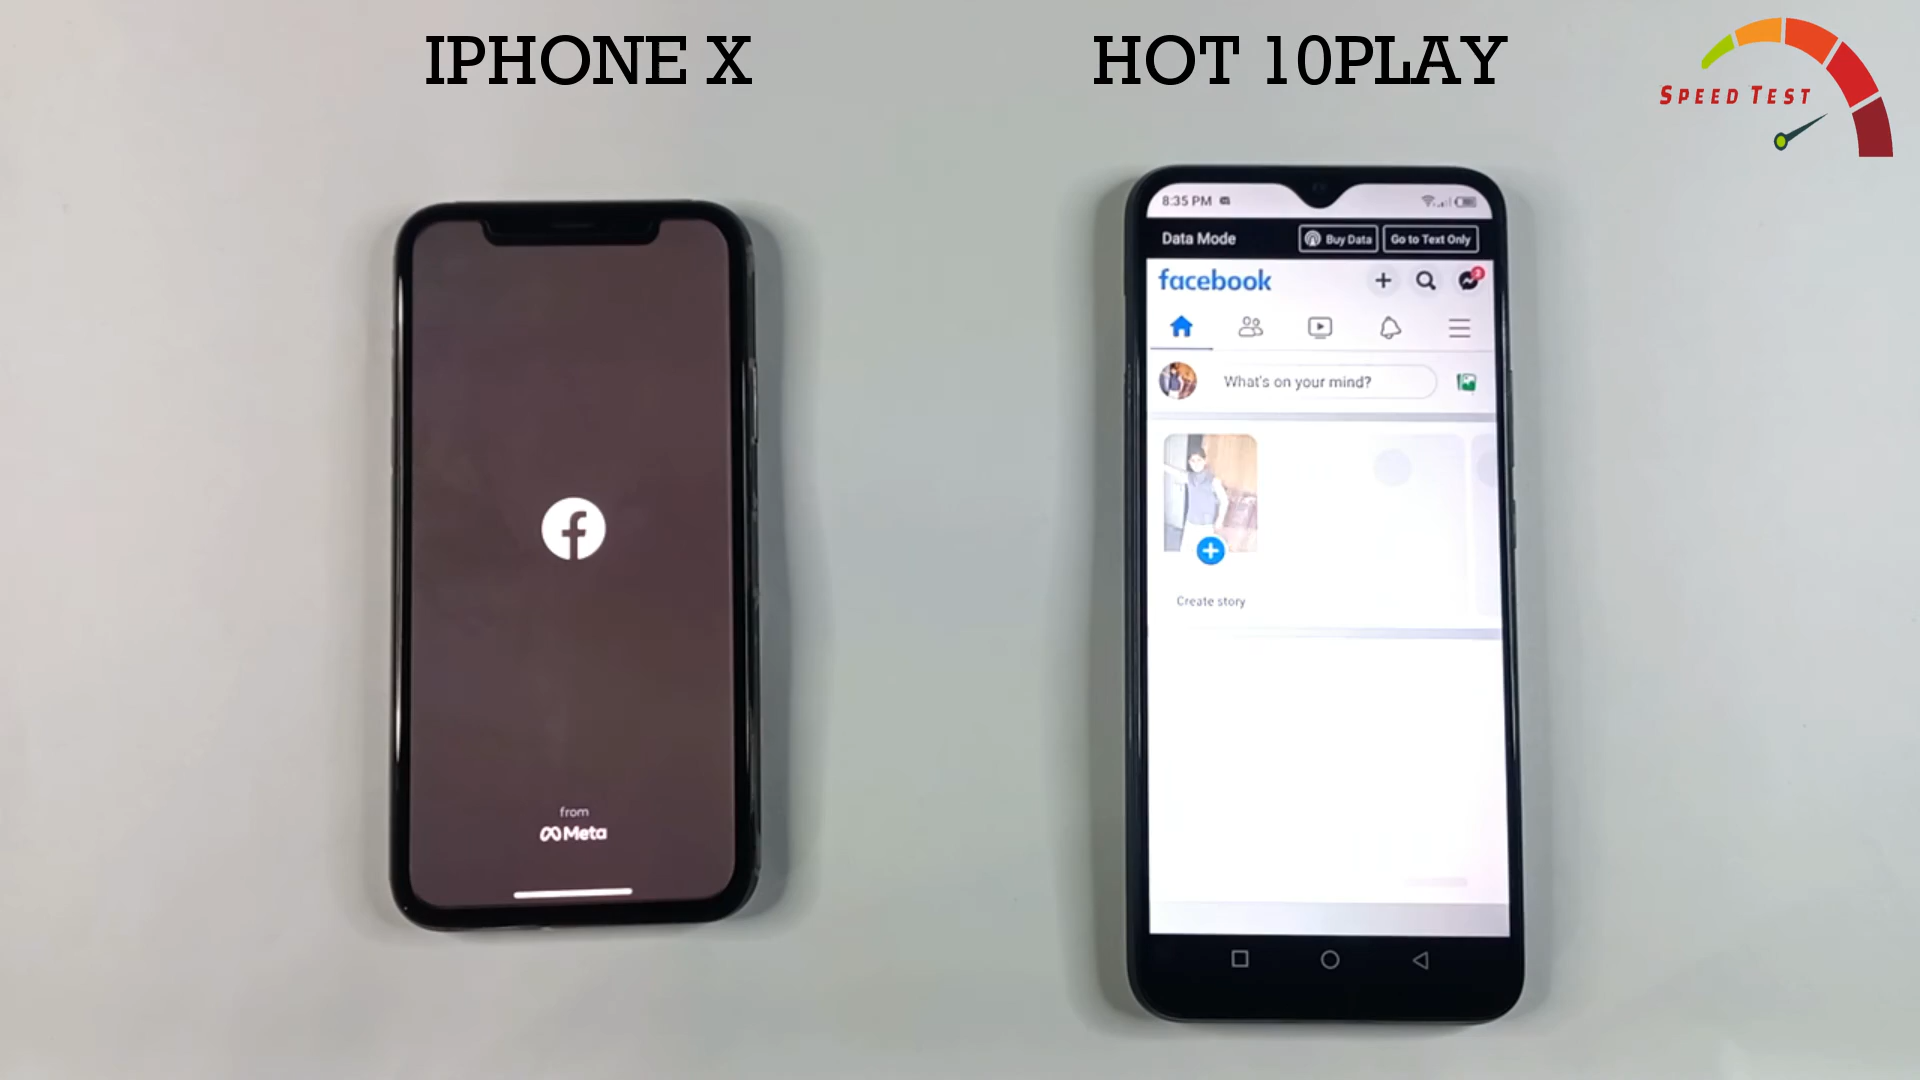 IPHONE X
HOT 10PLAY
SPEED TEST
from
Meta
8:35 PM
Data Mode
Buy Data
Go to Text Only
facebook
2
What's on your mind?
Create story